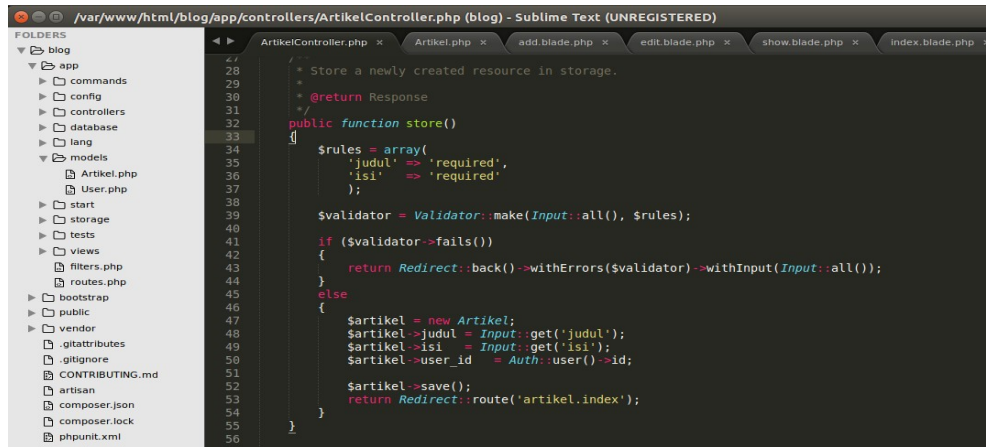 /var/www/html/blog/app/controllers/ArtikelController.php (blog) - Sublime Text (UNREGISTERED)
FOLDERS
blog
app
commands
config
controllers
database
lang
models
Artikel.php
User.php
start
storage
tests
views
filters.php
routes.php
bootstrap
public
vendor
.gitattributes
.gitignore
CONTRIBUTING.md
artisan
composer.json
composer.lock
phpunit.xml
ArtikelController.php × Artikel.php × add.blade.php × edit.blade.php × show.blade.php × index.blade.php ×
27 /**
28 * Store a newly created resource in storage.
29 *
30 * @return Response
31 */
32 public function store()
33 {
34 $rules = array(
35 'judul' => 'required',
36 'isi' => 'required'
37 );
38
39 $validator = Validator::make(Input::all(), $rules);
40
41 if ($validator->fails())
42 {
43 return Redirect::back()->withErrors($validator)->withInput(Input::all());
44 }
45 else
46 {
47 $artikel = new Artikel;
48 $artikel->judul = Input::get('judul');
49 $artikel->isi = Input::get('isi');
50 $artikel->user_id = Auth::user()->id;
51
52 $artikel->save();
53 return Redirect::route('artikel.index');
54 }
55 }
56